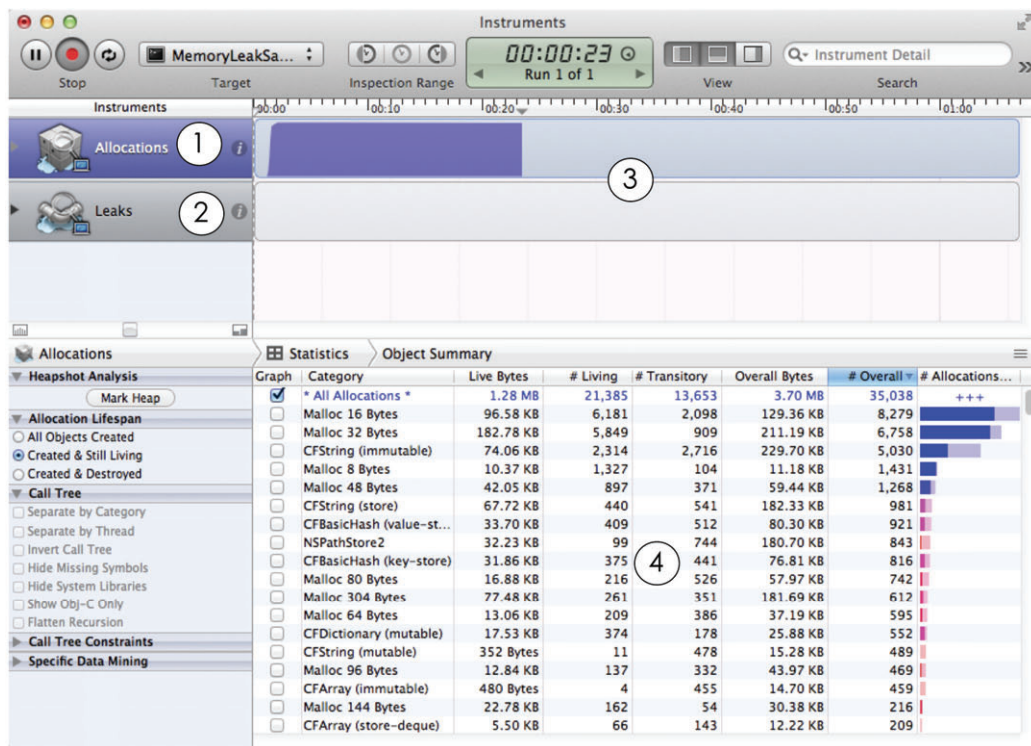 Instruments
MemoryLeakSa...
00:00:23
Run 1 of 1
Instrument Detail
Stop
Target
Inspection Range
View
Search
Instruments
00:00
00:10
00:20
00:30
00:40
00:50
01:00
Allocations
1
3
Leaks
2
Allocations
Statistics
Object Summary
Heapshot Analysis
Mark Heap
Allocation Lifespan
All Objects Created
Created & Still Living
Created & Destroyed
Call Tree
Separate by Category
Separate by Thread
Invert Call Tree
Hide Missing Symbols
Hide System Libraries
Show Obj-C Only
Flatten Recursion
Call Tree Constraints
Specific Data Mining
Graph Category Live Bytes # Living # Transitory Overall Bytes # Overall # Allocations...
* All Allocations * 1.28 MB 21,385 13,653 3.70 MB 35,038 +++
Malloc 16 Bytes 96.58 KB 6,181 2,098 129.36 KB 8,279
Malloc 32 Bytes 182.78 KB 5,849 909 211.19 KB 6,758
CFString (immutable) 74.06 KB 2,314 2,716 229.70 KB 5,030
Malloc 8 Bytes 10.37 KB 1,327 104 11.18 KB 1,431
Malloc 48 Bytes 42.05 KB 897 371 59.44 KB 1,268
CFString (store) 67.72 KB 440 541 182.33 KB 981
CFBasicHash (value-st... 33.70 KB 409 512 80.30 KB 921
NSPathStore2 32.23 KB 99 744 180.70 KB 843
CFBasicHash (key-store) 31.86 KB 375 441 76.81 KB 816
4
Malloc 80 Bytes 16.88 KB 216 526 57.97 KB 742
Malloc 304 Bytes 77.48 KB 261 351 181.69 KB 612
Malloc 64 Bytes 13.06 KB 209 386 37.19 KB 595
CFDictionary (mutable) 17.53 KB 374 178 25.88 KB 552
CFString (mutable) 352 Bytes 11 478 15.28 KB 489
Malloc 96 Bytes 12.84 KB 137 332 43.97 KB 469
CFArray (immutable) 480 Bytes 4 455 14.70 KB 459
Malloc 144 Bytes 22.78 KB 162 54 30.38 KB 216
CFArray (store-deque) 5.50 KB 66 143 12.22 KB 209